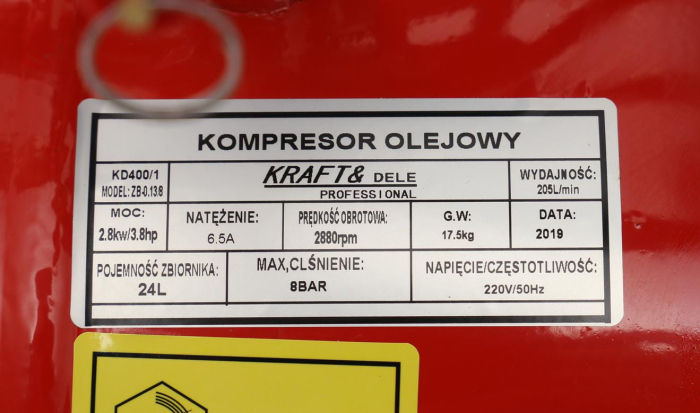 KOMPRESOR OLEJOWY
KD400/1
MODEL: ZB-0.13/8
KRAFT& DELE
PROFESSIONAL
WYDAJNOŚĆ:
205L/min
MOC:
2.8kw/3.8hp
NATĘŻENIE:
6.5A
PRĘDKOŚĆ OBROTOWA:
2880rpm
G.W:
17.5kg
DATA:
2019
POJEMNOŚĆ ZBIORNIKA:
24L
MAX,CLŚNIENIE:
8BAR
NAPIĘCIE/CZĘSTOTLIWOŚĆ:
220V/50Hz